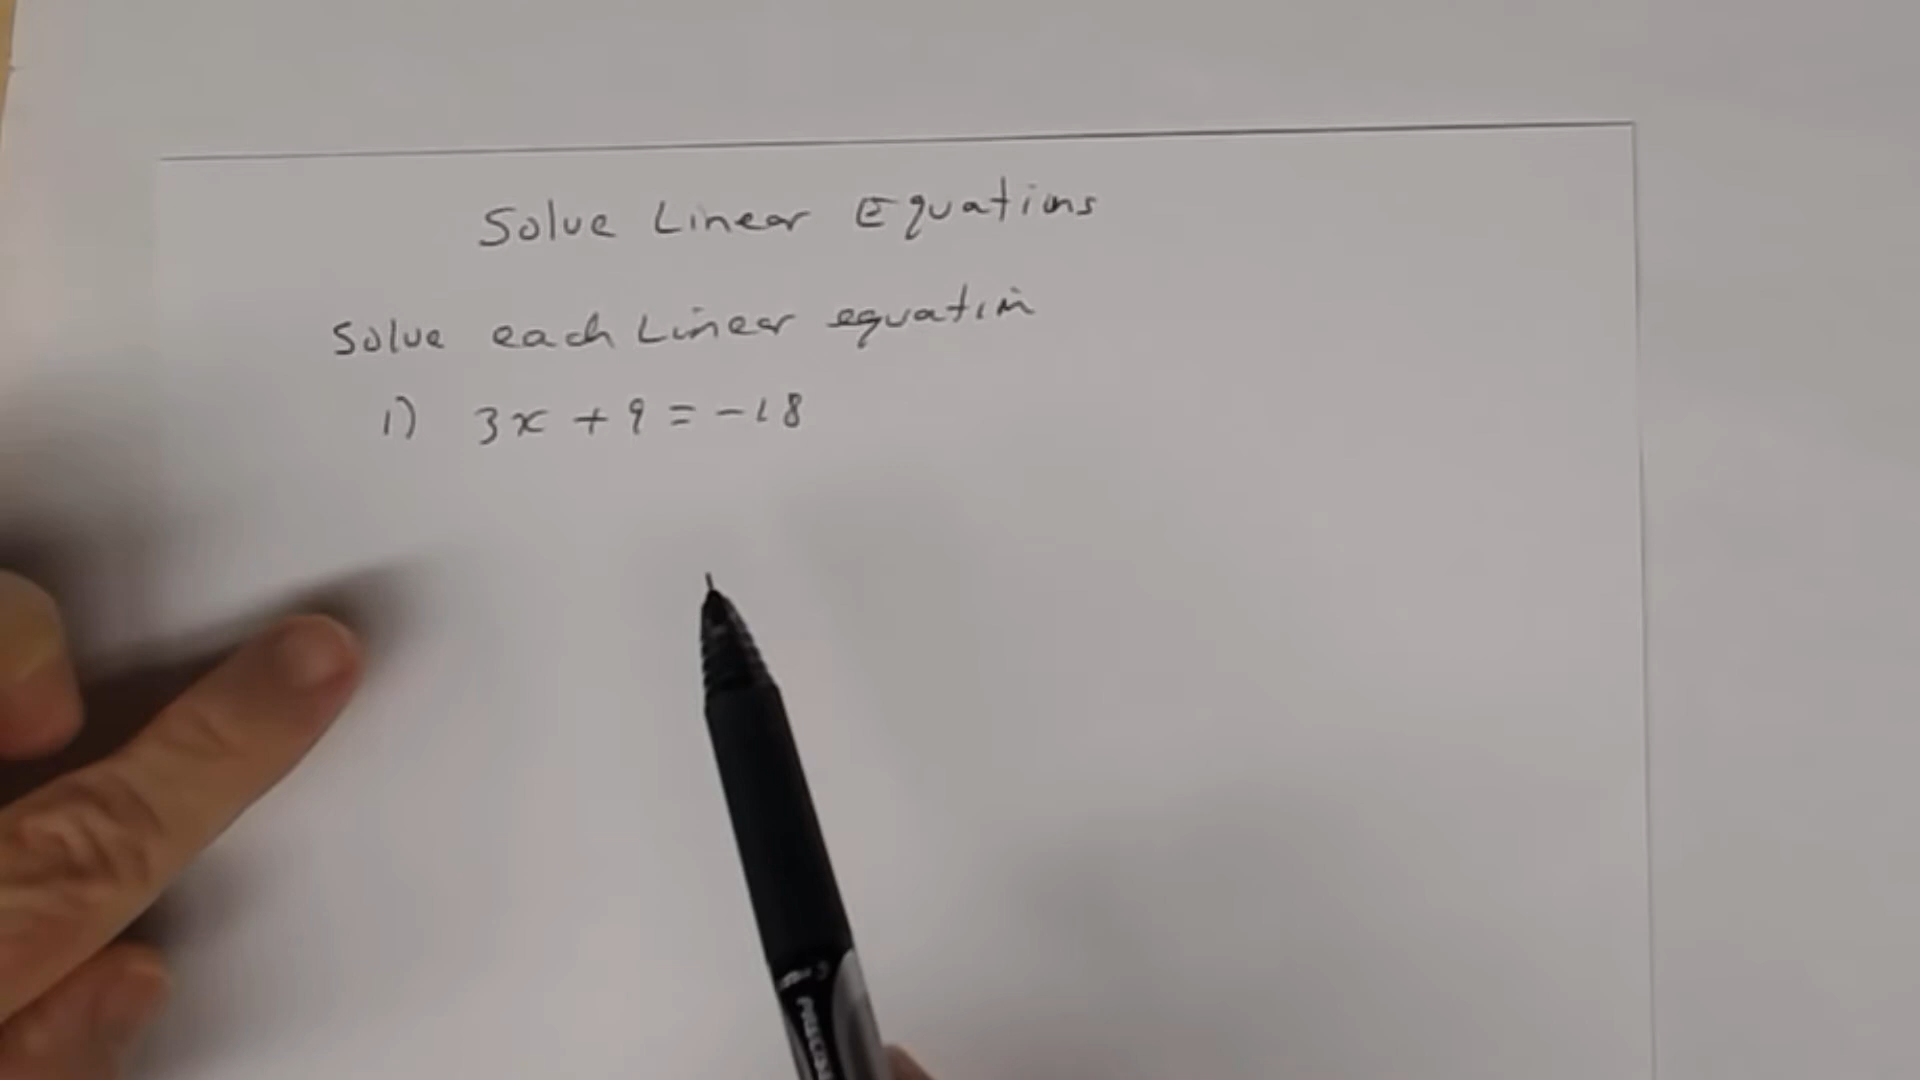 Solve Linear Equations
Solve each Linear equation
1) 3x + 9 = -18